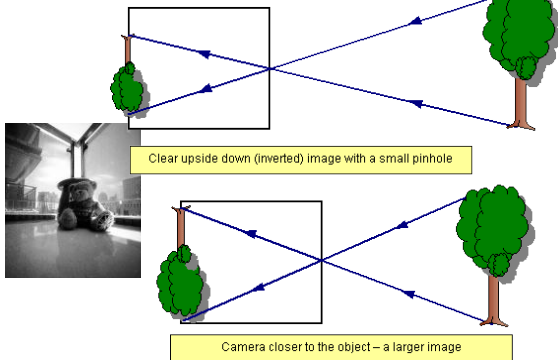 Clear upside down (inverted) image with a small pinhole
Camera closer to the object – a larger image